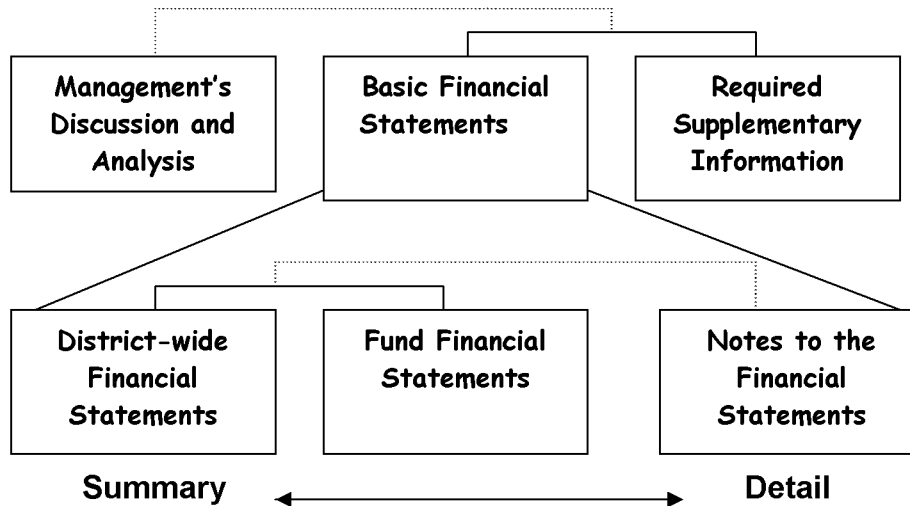 Management's
Discussion and
Analysis
Basic Financial
Statements
Required
Supplementary
Information
District-wide
Financial
Statements
Fund Financial
Statements
Notes to the
Financial
Statements
Summary
Detail